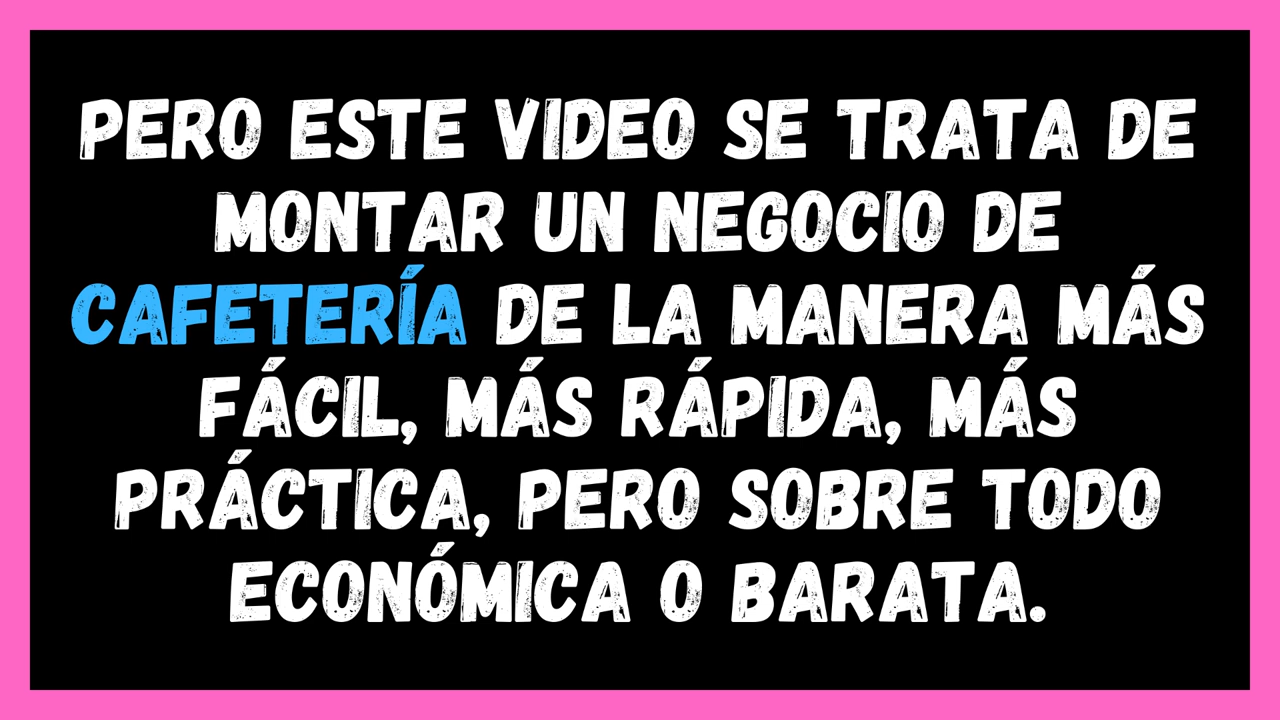 PERO ESTE VIDEO SE TRATA DE
MONTAR UN NEGOCIO DE
CAFETERÍA DE LA MANERA MÁS
FÁCIL, MÁS RÁPIDA, MÁS
PRÁCTICA, PERO SOBRE TODO
ECONÓMICA O BARATA.